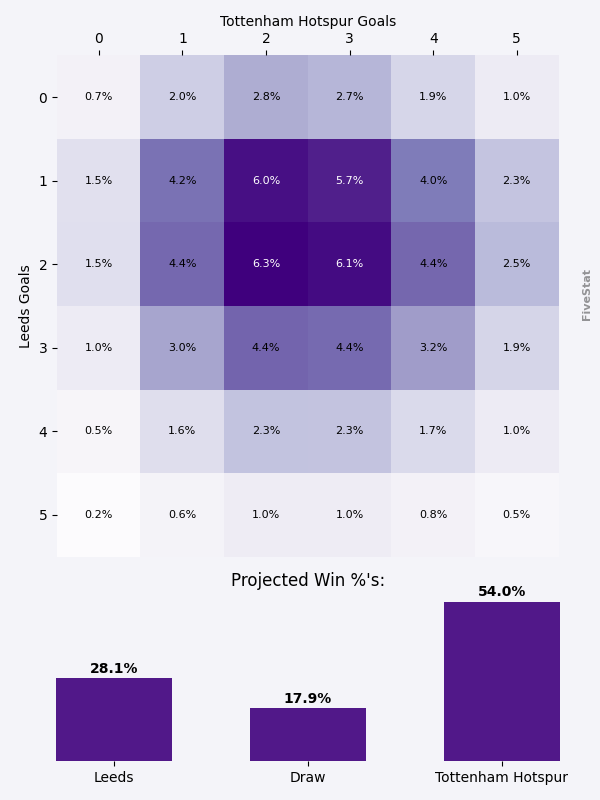 Tottenham Hotspur Goals
0 1 2 3 4 5
0 0.7% 2.0% 2.8% 2.7% 1.9% 1.0%
1 1.5% 4.2% 6.0% 5.7% 4.0% 2.3%
2 1.5% 4.4% 6.3% 6.1% 4.4% 2.5%
3 1.0% 3.0% 4.4% 4.4% 3.2% 1.9%
4 0.5% 1.6% 2.3% 2.3% 1.7% 1.0%
5 0.2% 0.6% 1.0% 1.0% 0.8% 0.5%
Leeds Goals
FiveStat
Projected Win %'s:
28.1% 17.9% 54.0%
Leeds Draw Tottenham Hotspur